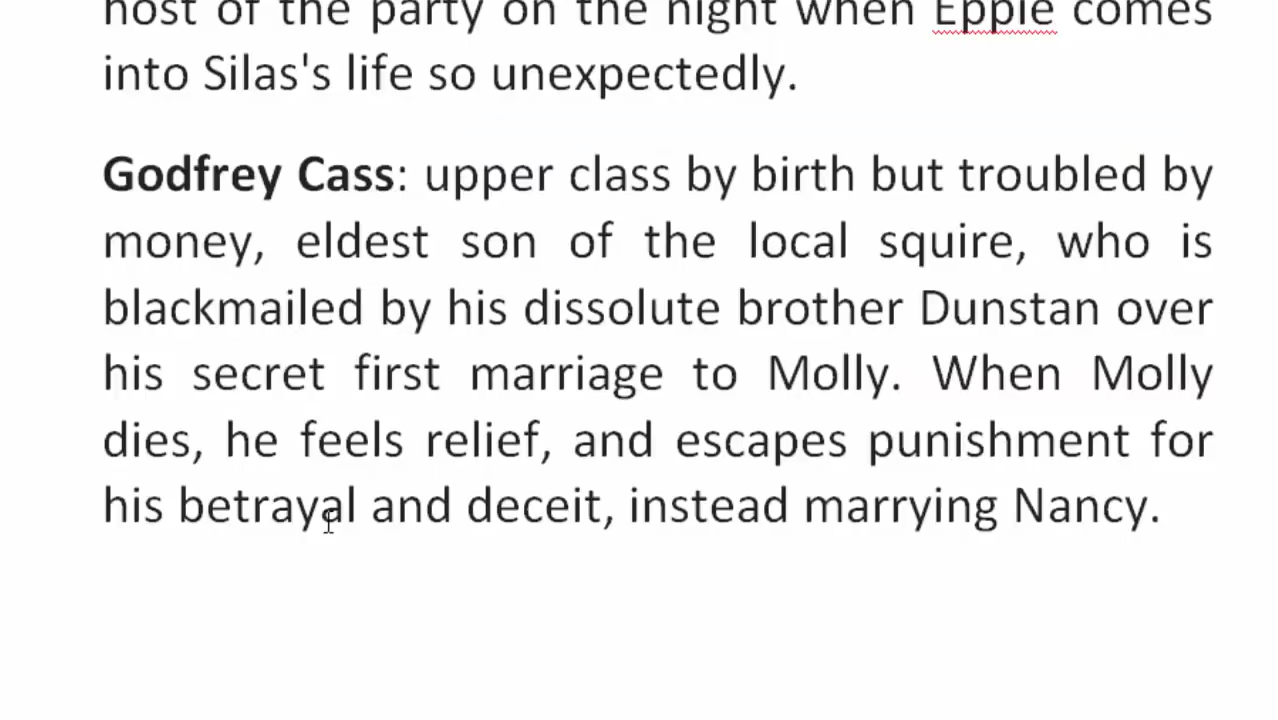 host of the party on the night when Eppie comes
into Silas's life so unexpectedly.
Godfrey Cass: upper class by birth but troubled by
money, eldest son of the local squire, who is
blackmailed by his dissolute brother Dunstan over
his secret first marriage to Molly. When Molly
dies, he feels relief, and escapes punishment for
his betrayal and deceit, instead marrying Nancy.